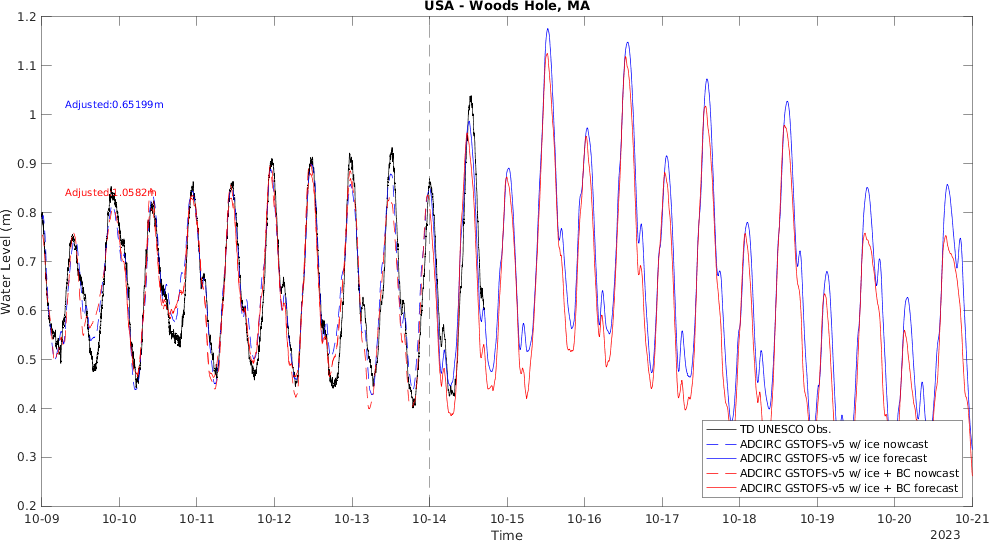 USA - Woods Hole, MA
1.2
1.1
1
0.9
0.8
0.7
0.6
0.5
0.4
0.3
0.2
Water Level (m)
Adjusted:0.65199m
Adjusted:1.0582m
TD UNESCO Obs.
ADCIRC GSTOFS-v5 w/ ice nowcast
ADCIRC GSTOFS-v5 w/ ice forecast
ADCIRC GSTOFS-v5 w/ ice + BC nowcast
ADCIRC GSTOFS-v5 w/ ice + BC forecast
10-09 10-10 10-11 10-12 10-13 10-14 10-15 10-16 10-17 10-18 10-19 10-20 10-21
Time
2023